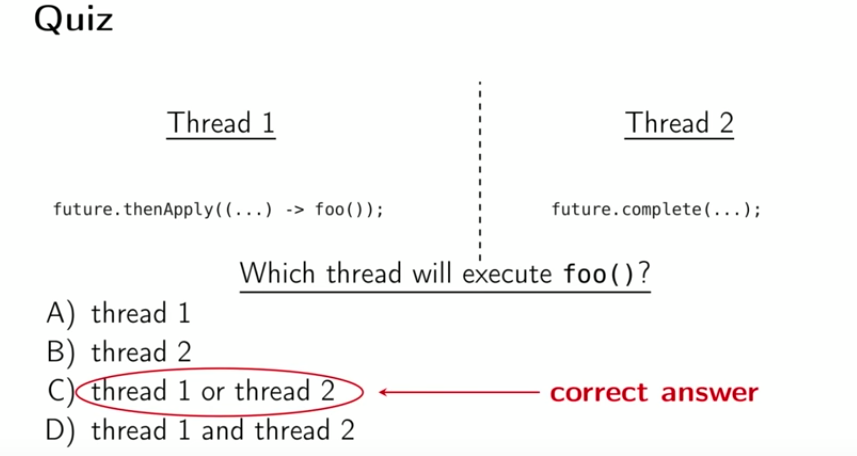 Quiz
Thread 1
Thread 2
future.thenApply((...) -> foo());
future.complete(...);
Which thread will execute foo()?
A) thread 1
B) thread 2
C) thread 1 or thread 2
correct answer
D) thread 1 and thread 2